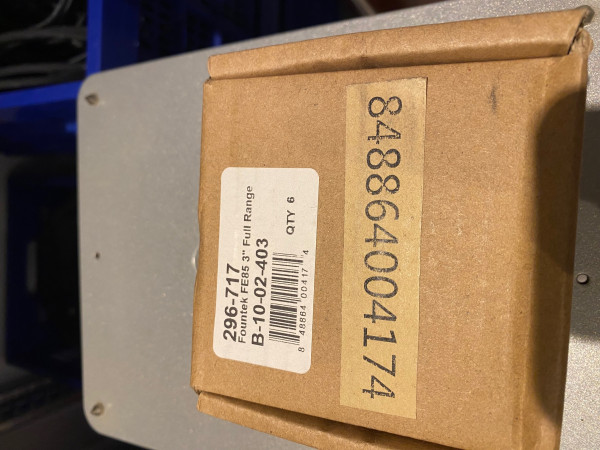 296-717
Fountek FE85 3" Full Range
B-10-02-403
QTY 6
8 48864 00417 4
848864004174